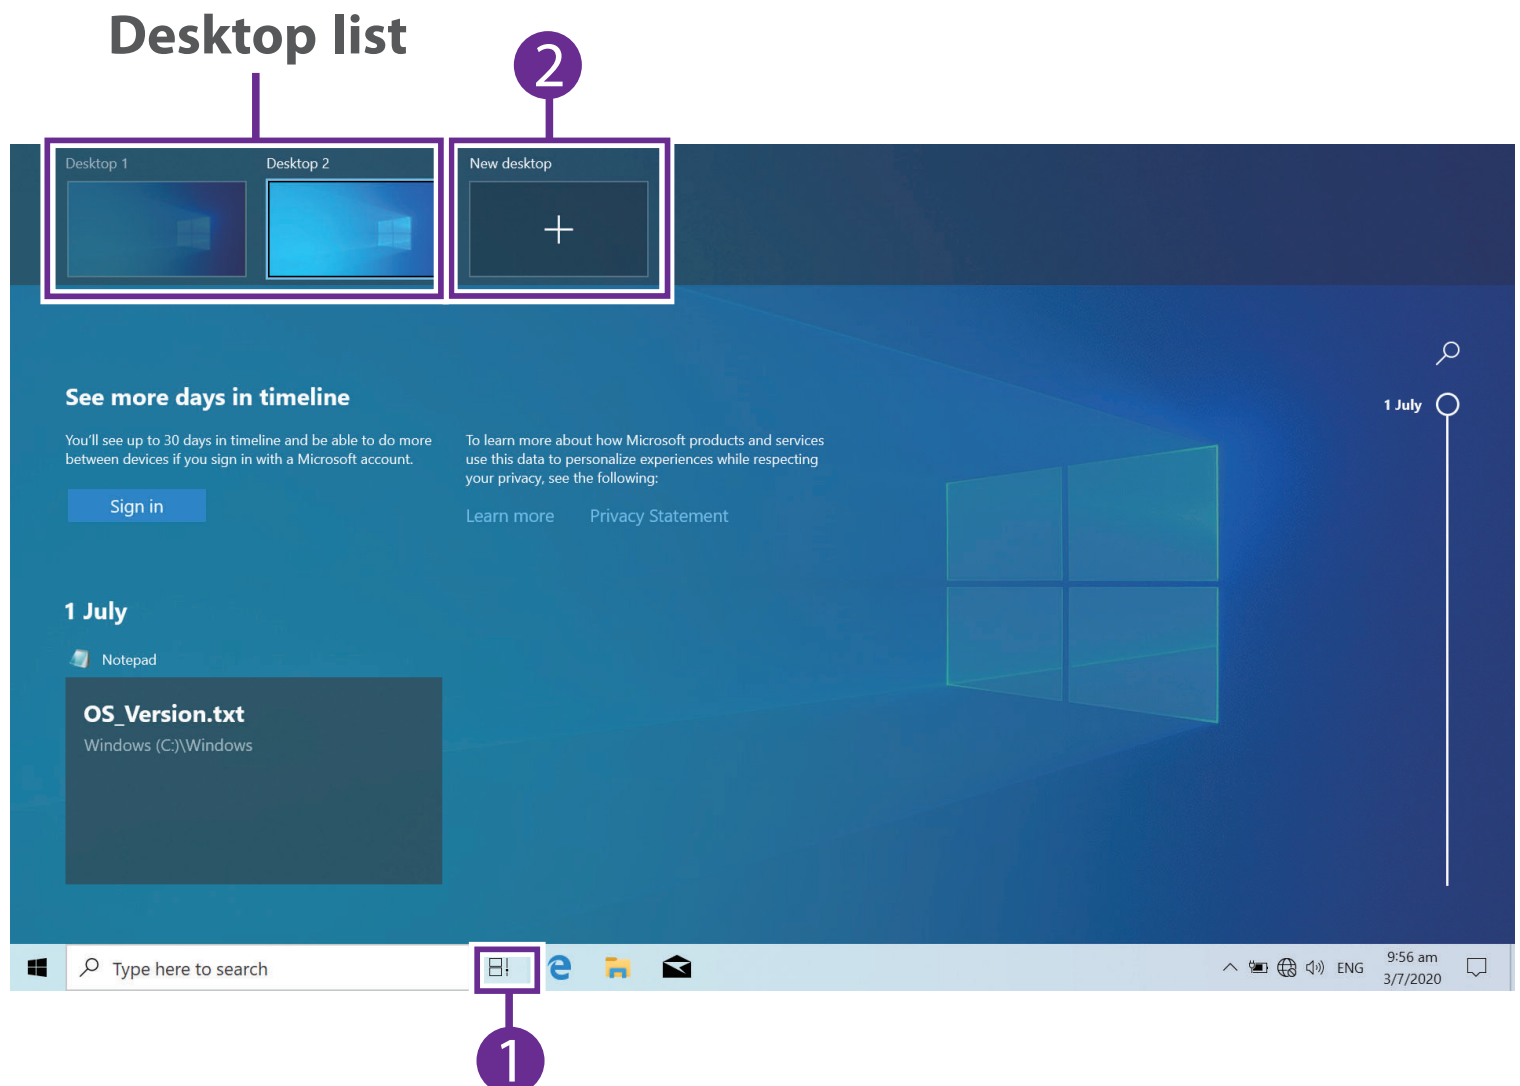 Desktop list
2
Desktop 1
Desktop 2
New desktop
See more days in timeline
You'll see up to 30 days in timeline and be able to do more
between devices if you sign in with a Microsoft account.
Sign in
To learn more about how Microsoft products and services
use this data to personalize experiences while respecting
your privacy, see the following:
Learn more
Privacy Statement
1 July
1 July
Notepad
OS_Version.txt
Windows (C:)\Windows
Type here to search
ENG
9:56 am
3/7/2020
1